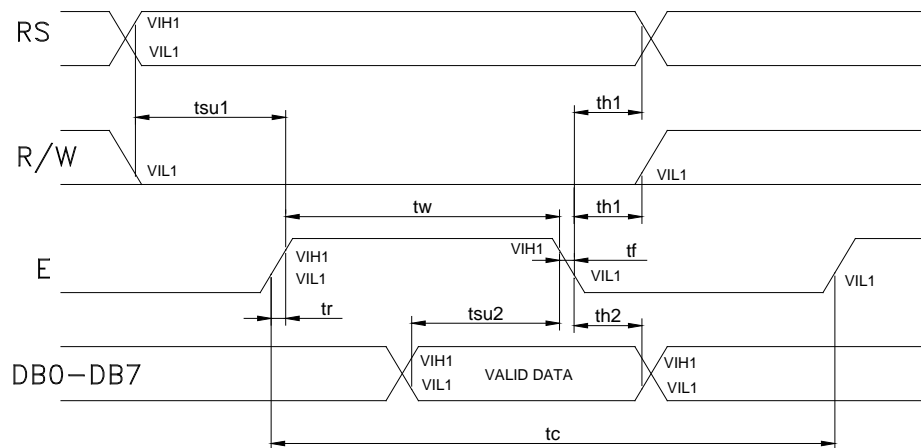 RS
VIH1
VIL1
tsu1
th1
R/W
VIL1
VIL1
tw
th1
E
VIH1
VIL1
VIH1
tf
VIL1
VIL1
tr
tsu2
th2
DB0-DB7
VIH1
VIL1
VALID DATA
VIH1
VIL1
tc